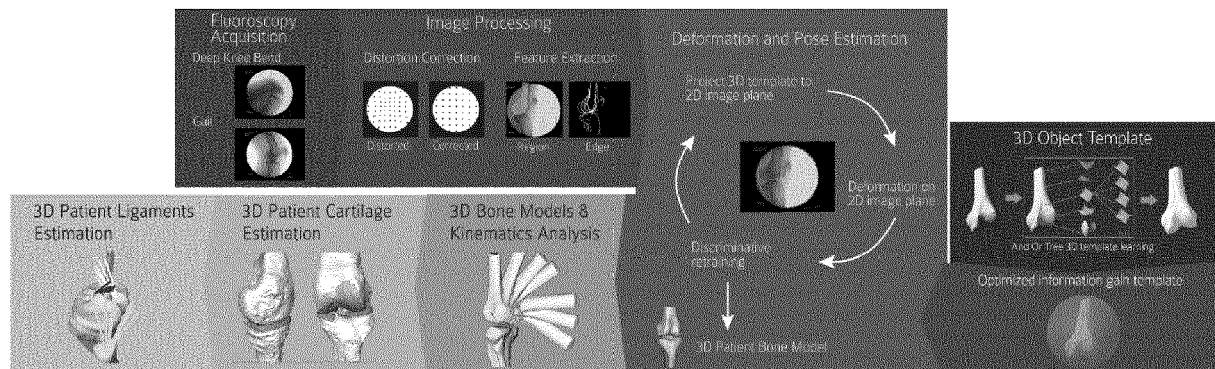 Fluoroscopy
Acquisition
Deep Knee Bend
Gait
Image Processing
Distortion Correction
Feature Extraction
Distorted
Corrected
Region
Edge
Deformation and Pose Estimation
Project 3D template to
2D image plane
Deformation on
2D image plane
Discriminative
retraining
3D Patient Bone Model
3D Object Template
And Or Tree 3D template learning
Optimized information gain template
3D Patient Ligaments
Estimation
3D Patient Cartilage
Estimation
3D Bone Models &
Kinematics Analysis